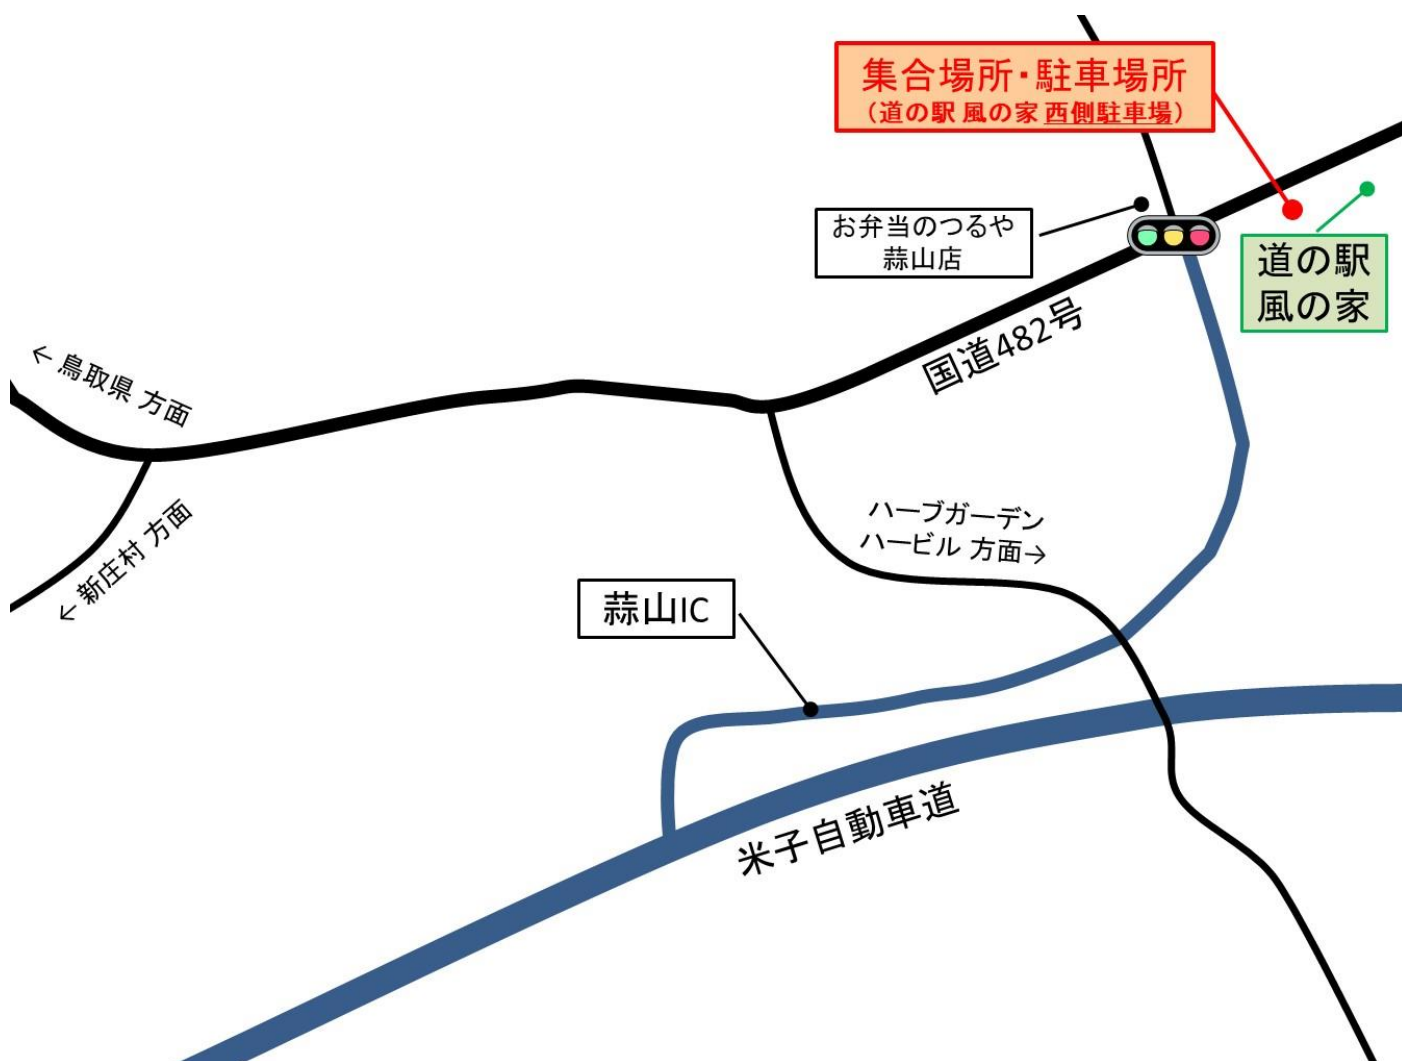 集合場所・駐車場所
（道の駅 風の家 西側駐車場）
お弁当のつるや
蒜山店
道の駅
風の家
国道482号
← 鳥取県 方面
← 新庄村 方面
ハーブガーデン
ハービル 方面→
蒜山IC
米子自動車道